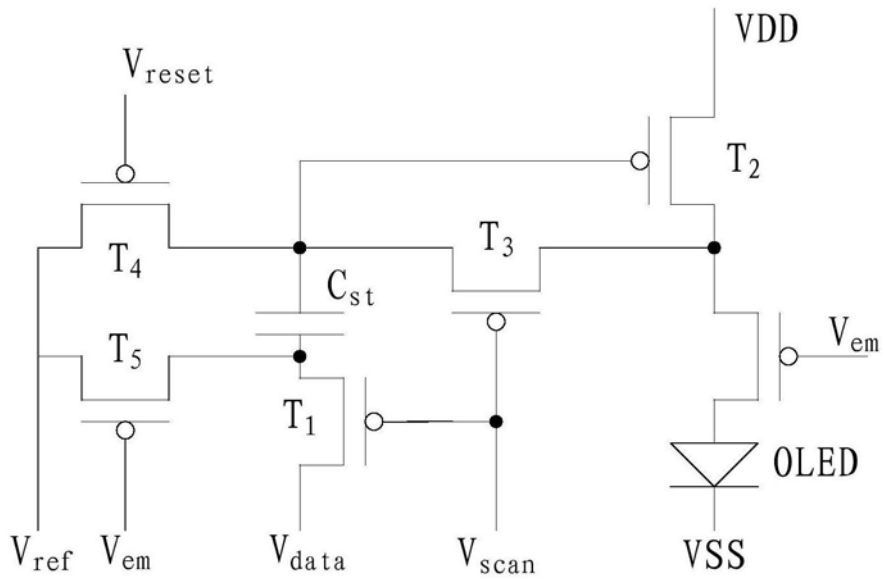 VDD
V_reset
T_2
T_4
T_3
C_st
T_5
V_em
T_1
OLED
V_ref
V_em
V_data
V_scan
VSS